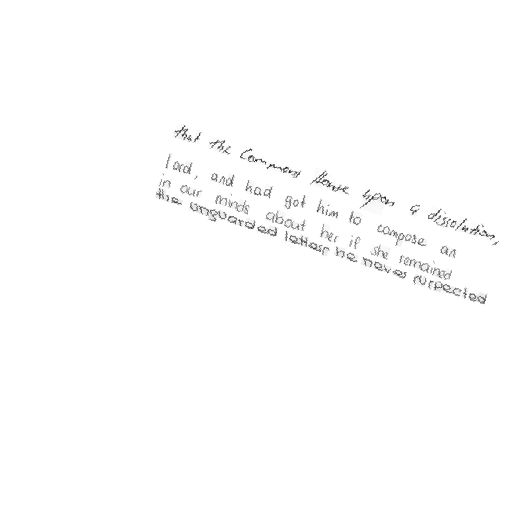 that the Commons House upon a dissolution,
lord, and had got him to compose an
in our minds about her if she remained
the unguarded letters he never suspected